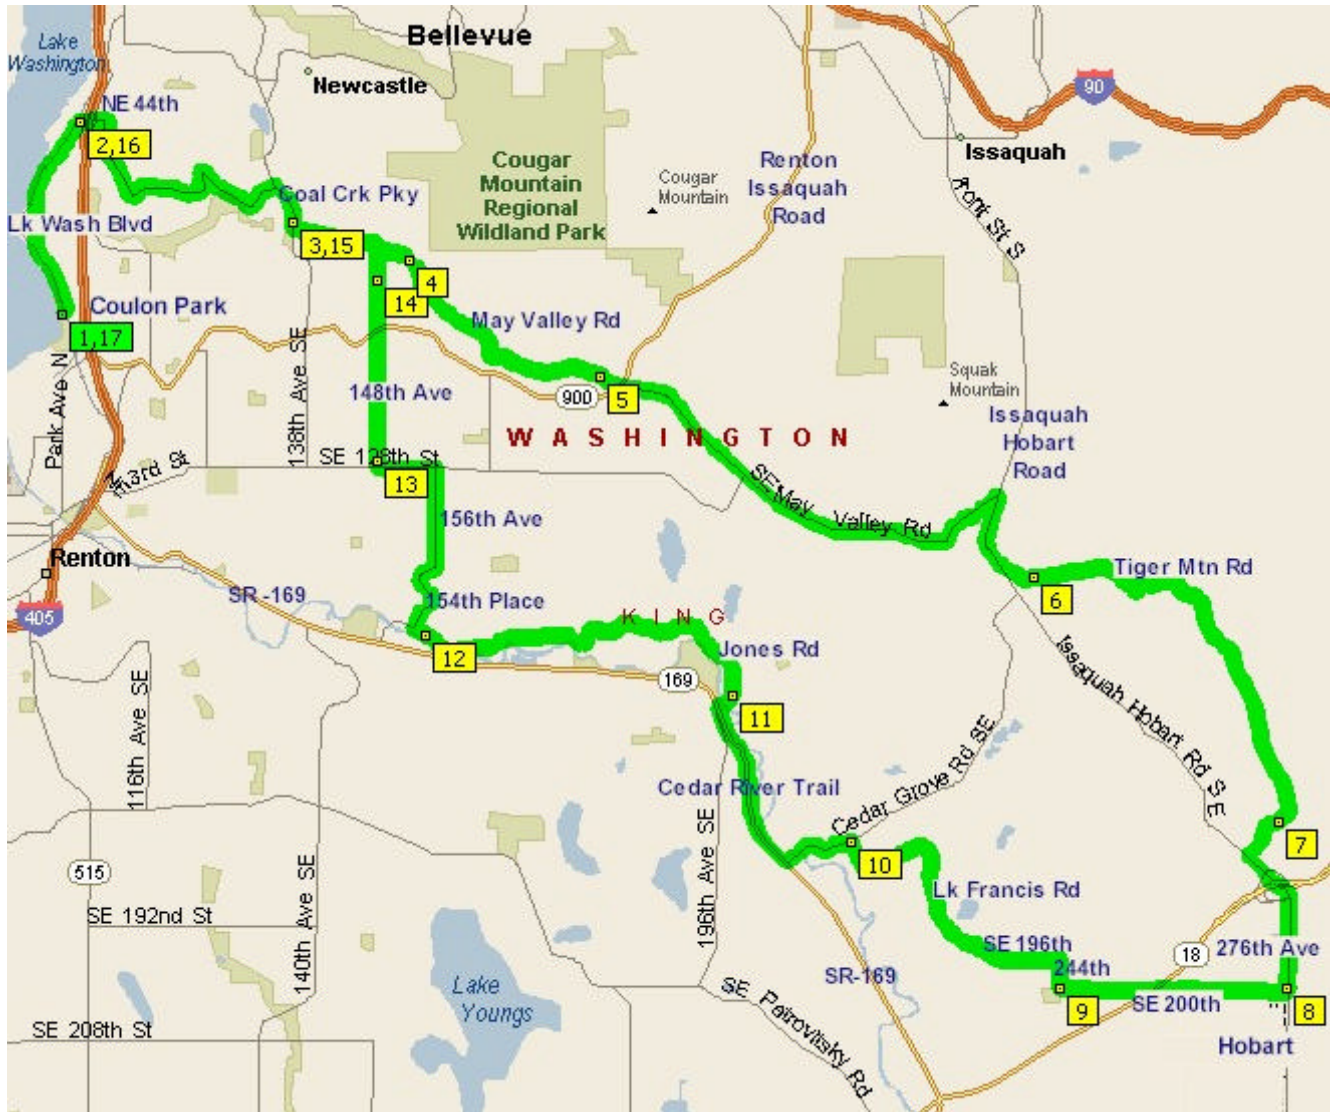 Bellevue
Lake
Washington
Newcastle
NE 44th
2,16
90
Issaquah
Cougar
Mountain
Regional
Wildland Park
Cougar
Mountain
Renton
Issaquah
Road
Front St S
Coal Crk Pky
Lk Wash Blvd
3,15
4
14
Coulon Park
1,17
May Valley Rd
138th Ave SE
Park Ave N
148th Ave
900
5
Squak
Mountain
Issaquah
Hobart
Road
WASHINGTON
SE 128th St
N 3rd St
13
SE May Valley Rd
156th Ave
Renton
Tiger Mtn Rd
6
SR-169
154th Place
405
KING
Jones Rd
12
169
11
Issaquah Hobart Rd SE
116th Ave SE
Cedar River Trail
Cedar Grove Rd SE
7
10
515
140th Ave SE
196th Ave SE
Lk Francis Rd
SE 192nd St
SE 196th
276th Ave
18
244th
SR-169
Lake
Youngs
SE Petrovitsky Rd
SE 200th
9
8
SE 208th St
Hobart